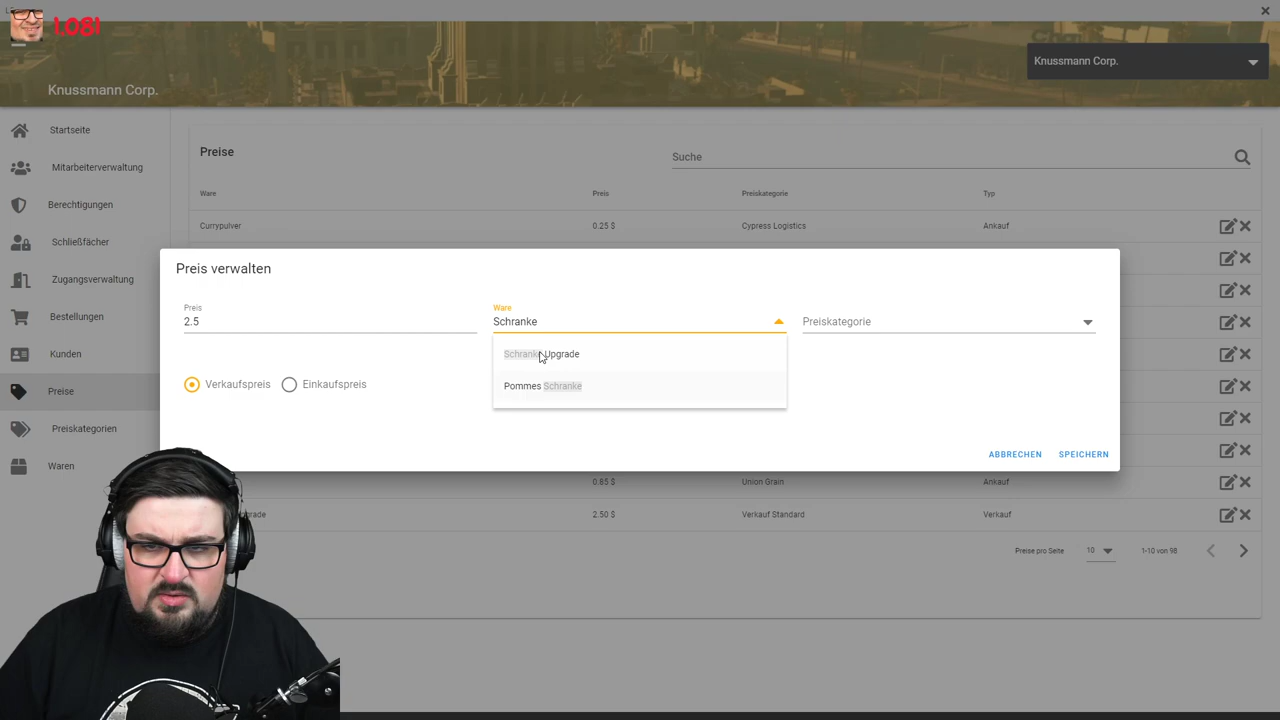 1.081
Knussmann Corp.
Knussmann Corp.
Startseite
Mitarbeiterverwaltung
Berechtigungen
Schließfächer
Zugangsverwaltung
Bestellungen
Kunden
Preise
Preiskategorien
Waren
Preise
Suche
Ware Preis Preiskategorie Typ
Currypulver 0.25 $ Cypress Logistics Ankauf
Preis verwalten
Preis
2.5
Ware
Schranke
Preiskategorie
Schranke Upgrade
Pommes Schranke
Verkaufspreis
Einkaufspreis
ABBRECHEN
SPEICHERN
0.85 $ Union Grain Ankauf
2.50 $ Verkauf Standard Verkauf
Preise pro Seite 10 1-10 von 98